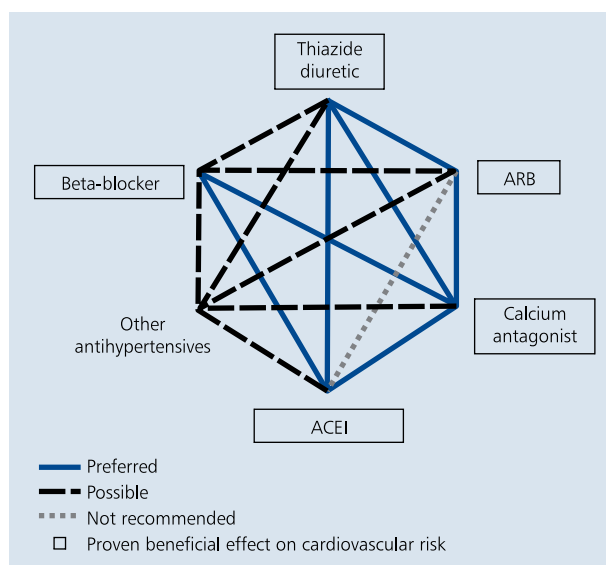 Thiazide
diuretic
Beta-blocker
ARB
Other
antihypertensives
Calcium
antagonist
ACEI
Preferred
Possible
Not recommended
Proven beneficial effect on cardiovascular risk